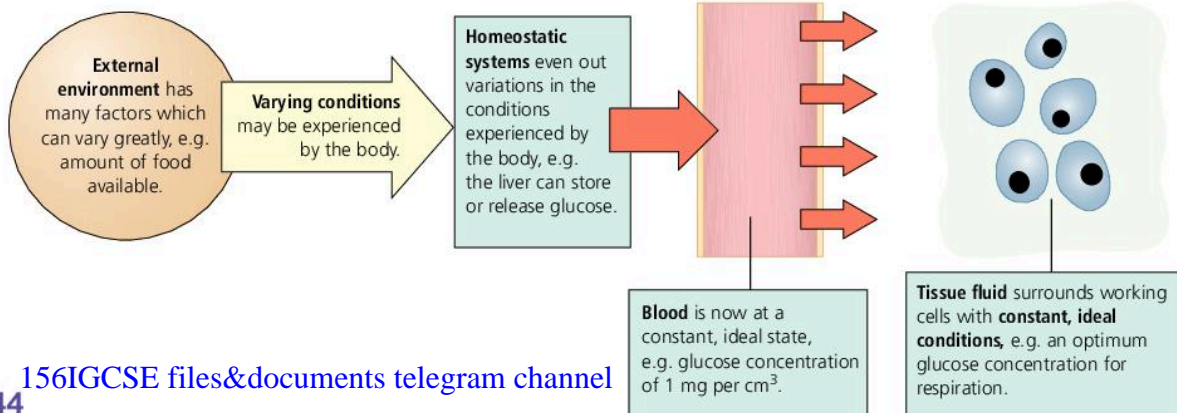 External
environment has
many factors which
can vary greatly, e.g.
amount of food
available.
Varying conditions
may be experienced
by the body.
Homeostatic
systems even out
variations in the
conditions
experienced by
the body, e.g.
the liver can store
or release glucose.
Blood is now at a
constant, ideal state,
e.g. glucose concentration
of 1 mg per cm³.
Tissue fluid surrounds working
cells with constant, ideal
conditions, e.g. an optimum
glucose concentration for
respiration.
156IGCSE files&documents telegram channel
44